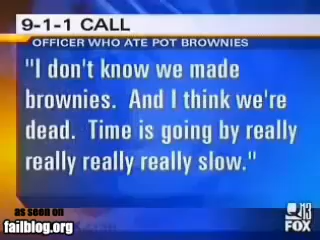 9-1-1 CALL
OFFICER WHO ATE POT BROWNIES
"I don't know we made
brownies. And I think we're
dead. Time is going by really
really really really slow."
as seen on
failblog.org
Q13
FOX